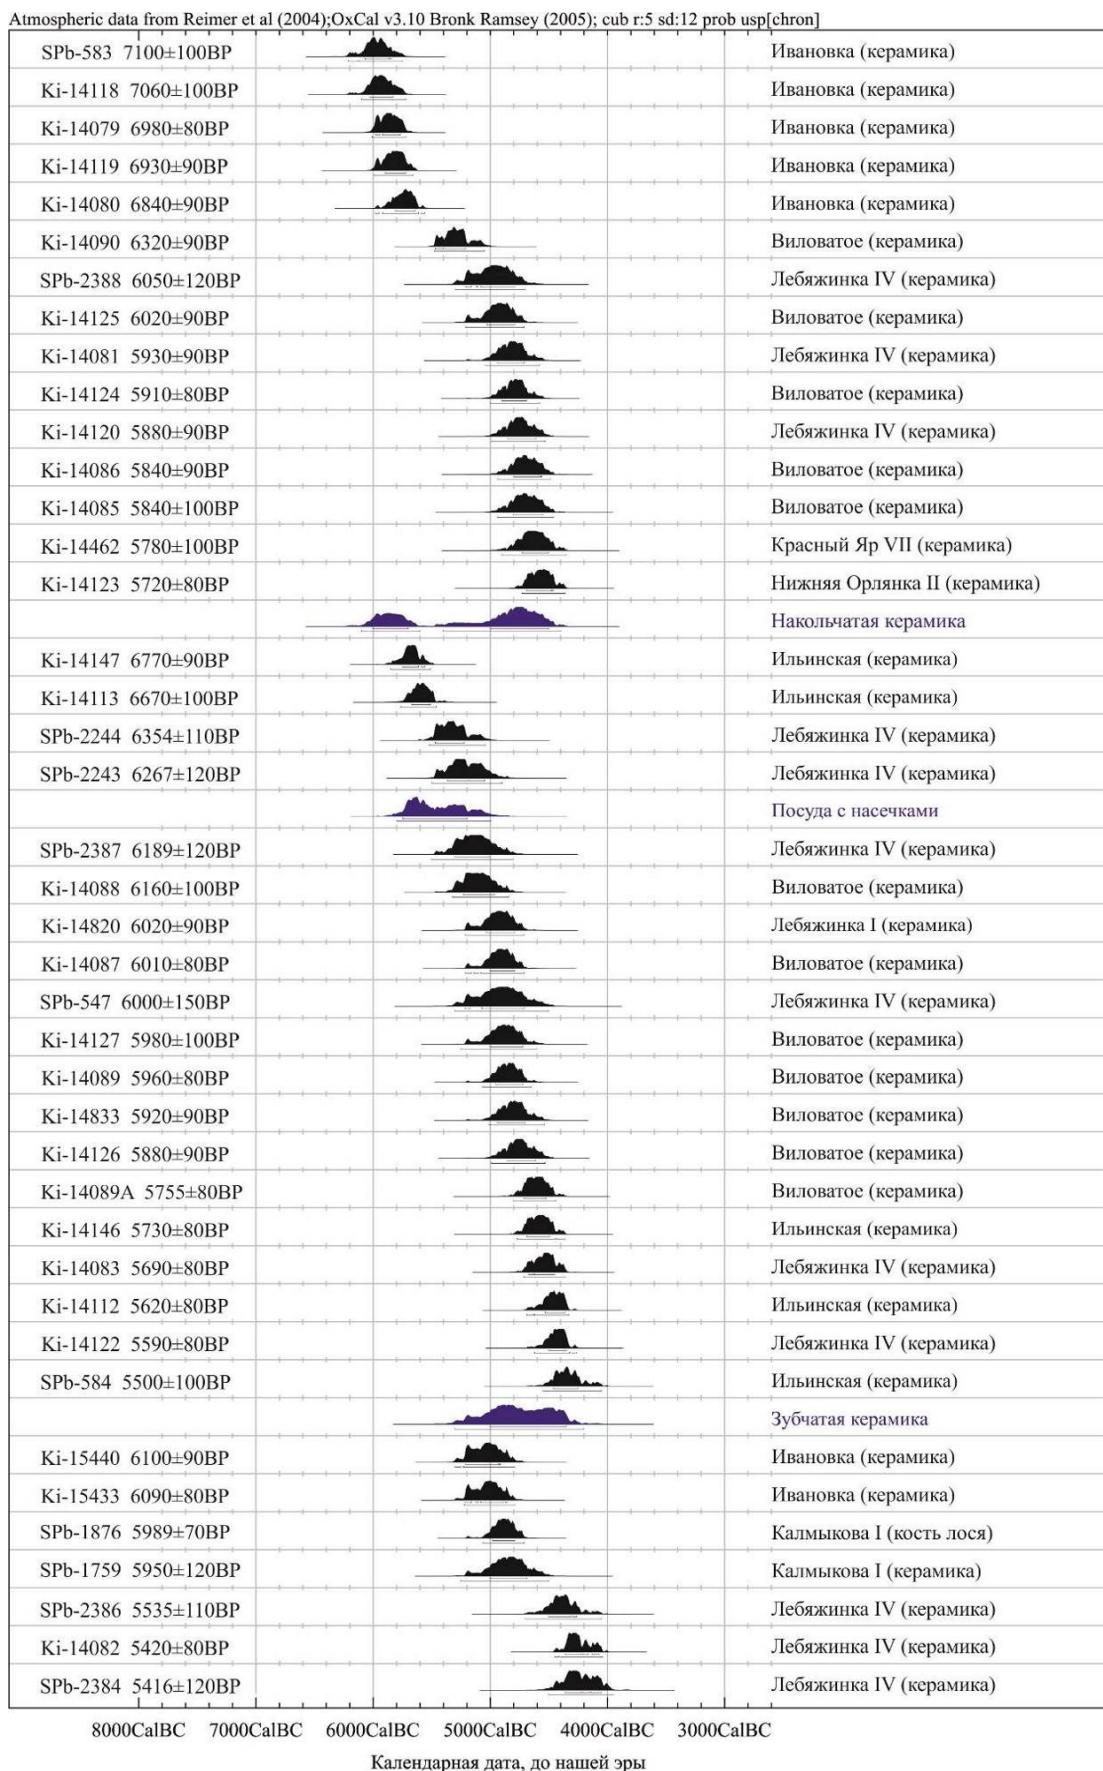 Atmospheric data from Reimer et al (2004);OxCal v3.10 Bronk Ramsey (2005); cub r:5 sd:12 prob usp[chron]
SPb-583 7100±100BP Ивановка (керамика)
Ki-14118 7060±100BP Ивановка (керамика)
Ki-14079 6980±80BP Ивановка (керамика)
Ki-14119 6930±90BP Ивановка (керамика)
Ki-14080 6840±90BP Ивановка (керамика)
Ki-14090 6320±90BP Виловатое (керамика)
SPb-2388 6050±120BP Лебяжинка IV (керамика)
Ki-14125 6020±90BP Виловатое (керамика)
Ki-14081 5930±90BP Лебяжинка IV (керамика)
Ki-14124 5910±80BP Виловатое (керамика)
Ki-14120 5880±90BP Лебяжинка IV (керамика)
Ki-14086 5840±90BP Виловатое (керамика)
Ki-14085 5840±100BP Виловатое (керамика)
Ki-14462 5780±100BP Красный Яр VII (керамика)
Ki-14123 5720±80BP Нижняя Орлянка II (керамика)
Накольчатая керамика
Ki-14147 6770±90BP Ильинская (керамика)
Ki-14113 6670±100BP Ильинская (керамика)
SPb-2244 6354±110BP Лебяжинка IV (керамика)
SPb-2243 6267±120BP Лебяжинка IV (керамика)
Посуда с насечками
SPb-2387 6189±120BP Лебяжинка IV (керамика)
Ki-14088 6160±100BP Виловатое (керамика)
Ki-14820 6020±90BP Лебяжинка I (керамика)
Ki-14087 6010±80BP Виловатое (керамика)
SPb-547 6000±150BP Лебяжинка IV (керамика)
Ki-14127 5980±100BP Виловатое (керамика)
Ki-14089 5960±80BP Виловатое (керамика)
Ki-14833 5920±90BP Виловатое (керамика)
Ki-14126 5880±90BP Виловатое (керамика)
Ki-14089A 5755±80BP Виловатое (керамика)
Ki-14146 5730±80BP Ильинская (керамика)
Ki-14083 5690±80BP Лебяжинка IV (керамика)
Ki-14112 5620±80BP Ильинская (керамика)
Ki-14122 5590±80BP Лебяжинка IV (керамика)
SPb-584 5500±100BP Ильинская (керамика)
Зубчатая керамика
Ki-15440 6100±90BP Ивановка (керамика)
Ki-15433 6090±80BP Ивановка (керамика)
SPb-1876 5989±70BP Калмыкова I (кость лося)
SPb-1759 5950±120BP Калмыкова I (керамика)
SPb-2386 5535±110BP Лебяжинка IV (керамика)
Ki-14082 5420±80BP Лебяжинка IV (керамика)
SPb-2384 5416±120BP Лебяжинка IV (керамика)
8000CalBC 7000CalBC 6000CalBC 5000CalBC 4000CalBC 3000CalBC
Календарная дата, до нашей эры